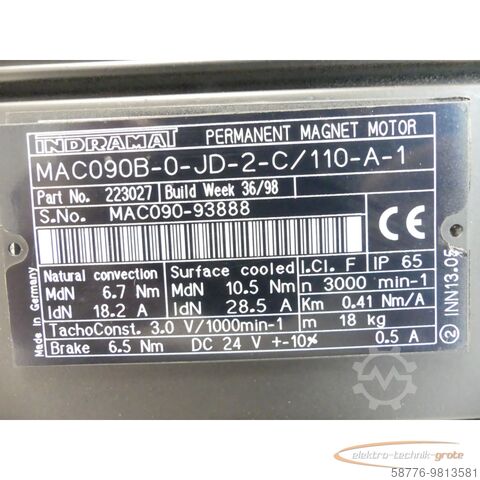 INDRAMAT PERMANENT MAGNET MOTOR
MAC090B-0-JD-2-C/110-A-1
Part No. 223027 Build Week 36/98
S.No. MAC090-93888
CE
I.Cl. F IP 65
Natural convection Surface cooled
MdN 6.7 Nm MdN 10.5 Nm n 3000 min-1
IdN 18.2 A IdN 28.5 A Km 0.41 Nm/A
TachoConst. 3.0 V/1000min-1 m 18 kg
Brake 6.5 Nm DC 24 V +-10% 0.5 A
Made in Germany
2 INN13.05
elektro-technik-grote
58776-9813581